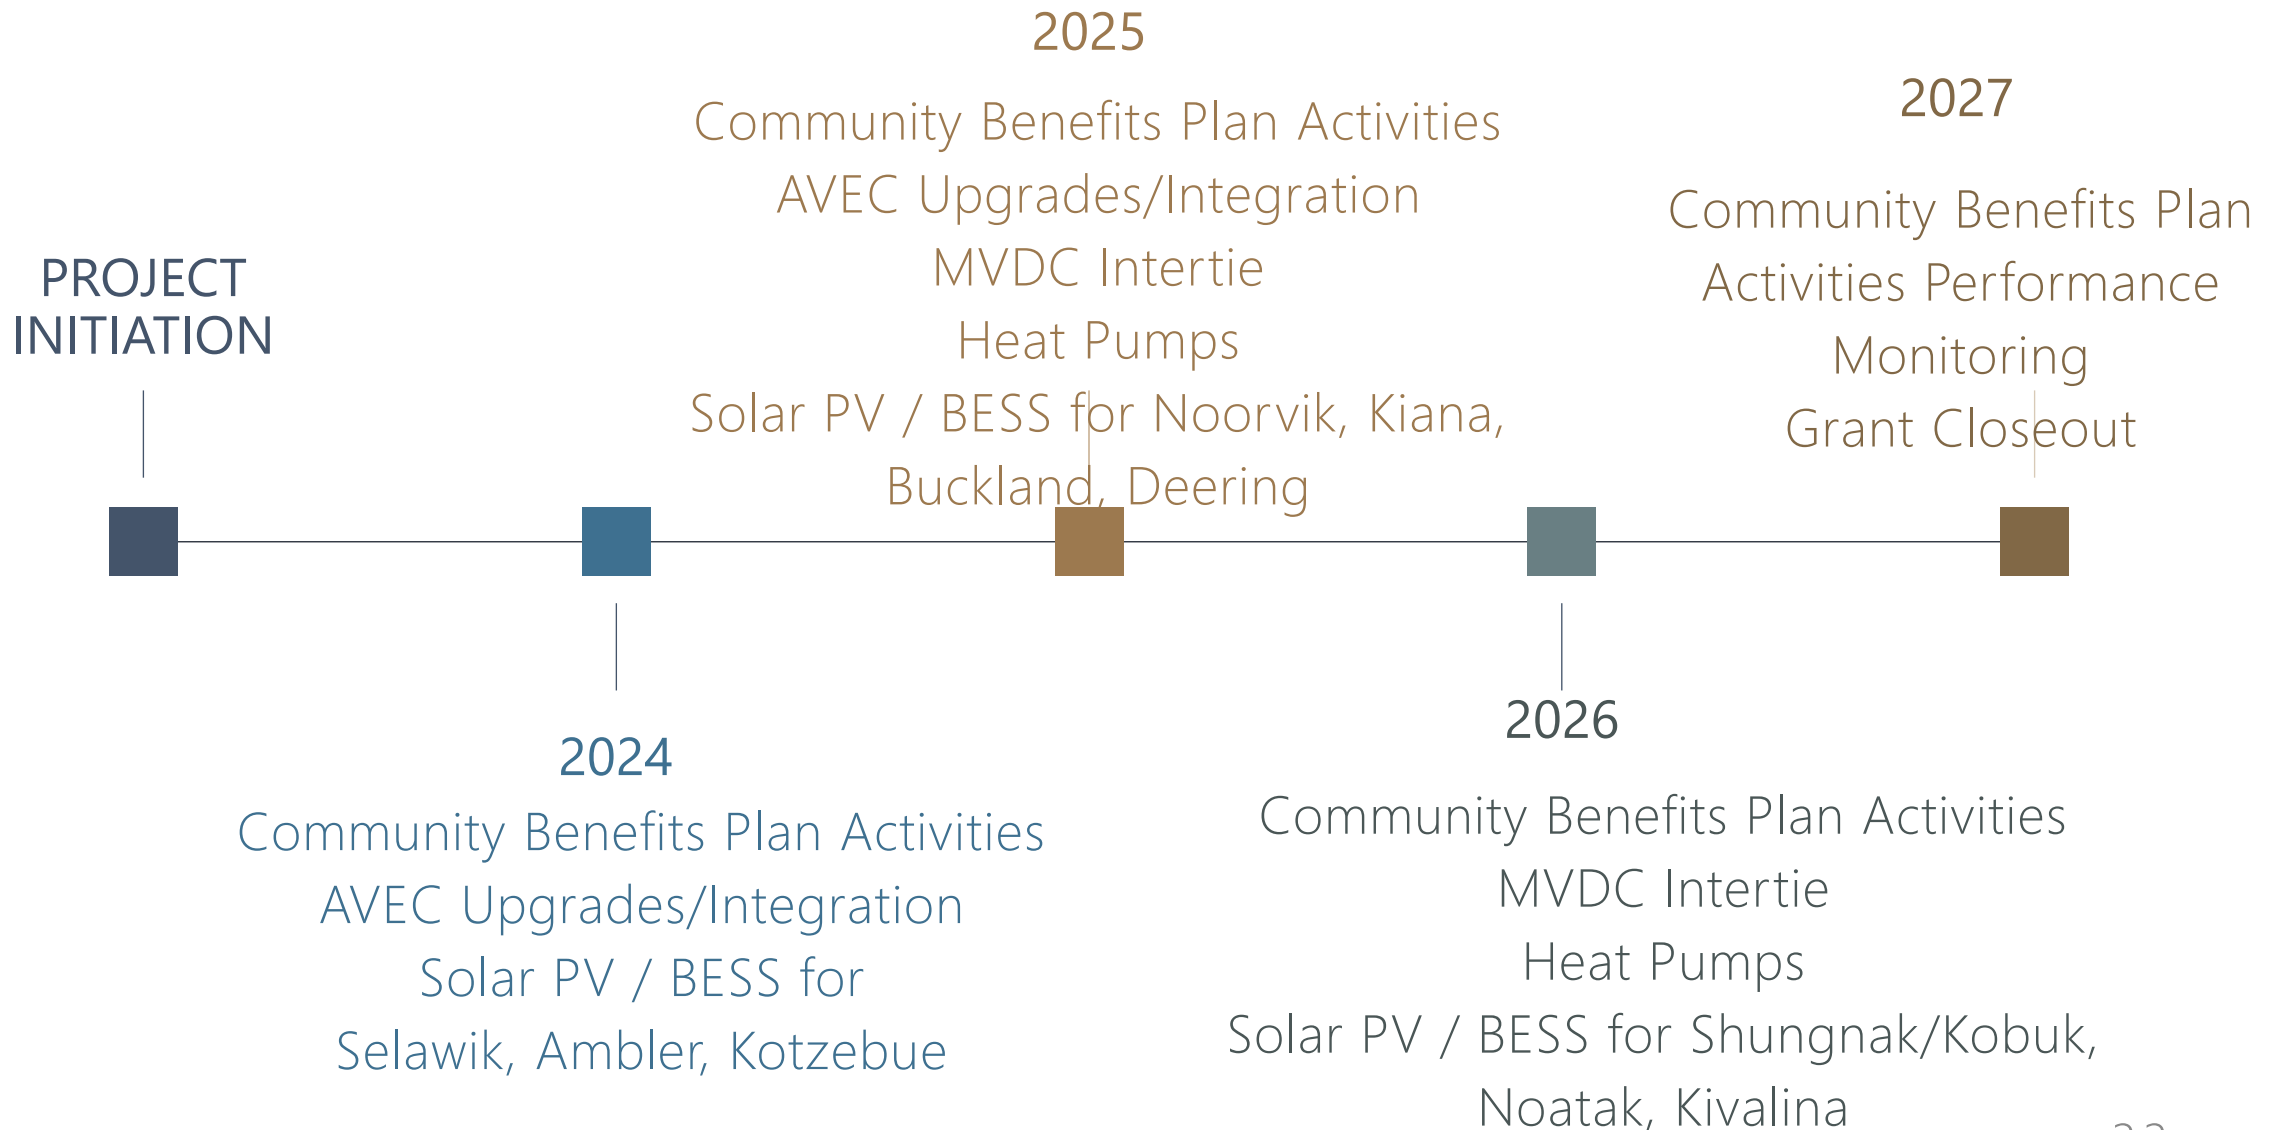 PROJECT
INITIATION
2024
Community Benefits Plan Activities
AVEC Upgrades/Integration
Solar PV / BESS for
Selawik, Ambler, Kotzebue
2025
Community Benefits Plan Activities
AVEC Upgrades/Integration
MVDC Intertie
Heat Pumps
Solar PV / BESS for Noorvik, Kiana,
Buckland, Deering
2026
Community Benefits Plan Activities
MVDC Intertie
Heat Pumps
Solar PV / BESS for Shungnak/Kobuk,
Noatak, Kivalina
2027
Community Benefits Plan
Activities Performance
Monitoring
Grant Closeout